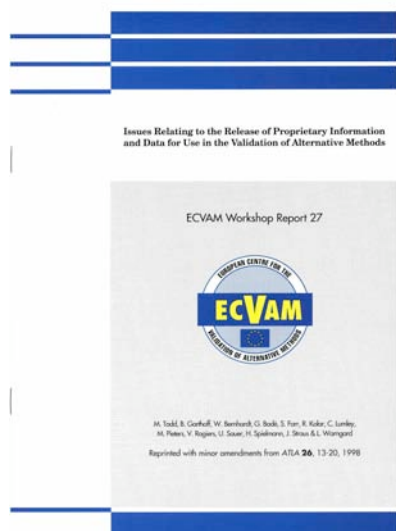 Issues Relating to the Release of Proprietary Information
and Data for Use in the Validation of Alternative Methods
ECVAM Workshop Report 27
EUROPEAN CENTRE FOR THE
ECVAM
VALIDATION OF ALTERNATIVE METHODS
M. Todd, B. Garthoff, W. Bernhardt, G. Bode, S. Farr, R. Kolar, C. Lumley,
M. Pieters, V. Rogiers, U. Sauer, H. Spielmann, J. Straus & L. Warngard
Reprinted with minor amendments from ATLA 26, 13-20, 1998